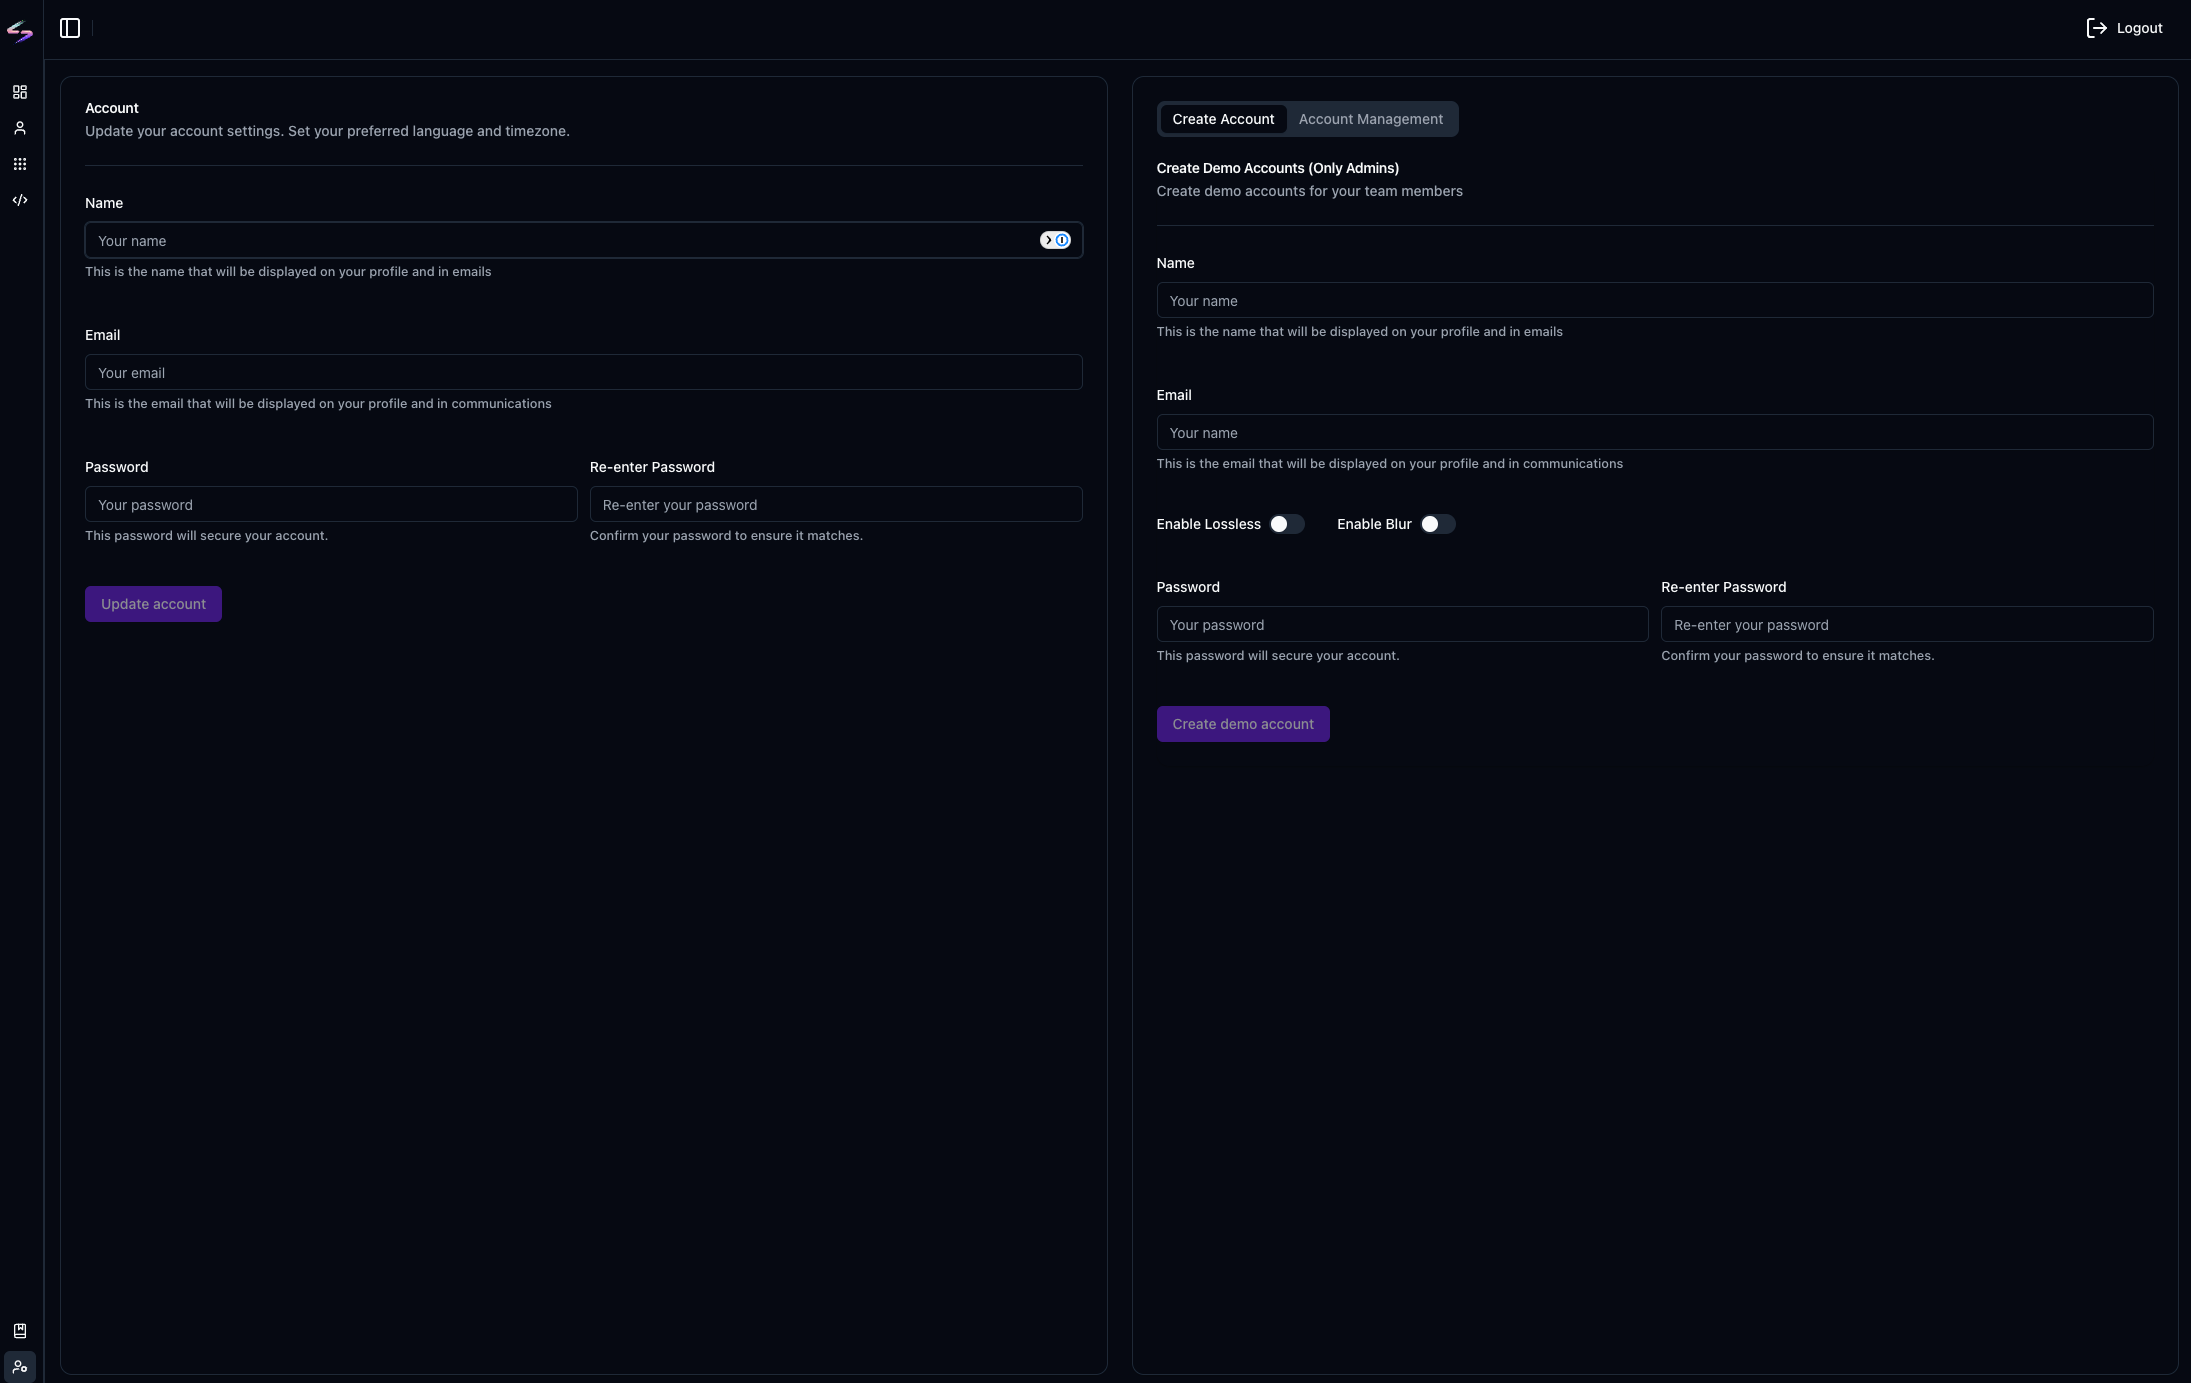 Logout
Account
Update your account settings. Set your preferred language and timezone.
Name
Your name
This is the name that will be displayed on your profile and in emails
Email
Your email
This is the email that will be displayed on your profile and in communications
Password
Your password
This password will secure your account.
Re-enter Password
Re-enter your password
Confirm your password to ensure it matches.
Update account
Create Account
Account Management
Create Demo Accounts (Only Admins)
Create demo accounts for your team members
Name
Your name
This is the name that will be displayed on your profile and in emails
Email
Your name
This is the email that will be displayed on your profile and in communications
Enable Lossless
Enable Blur
Password
Your password
This password will secure your account.
Re-enter Password
Re-enter your password
Confirm your password to ensure it matches.
Create demo account